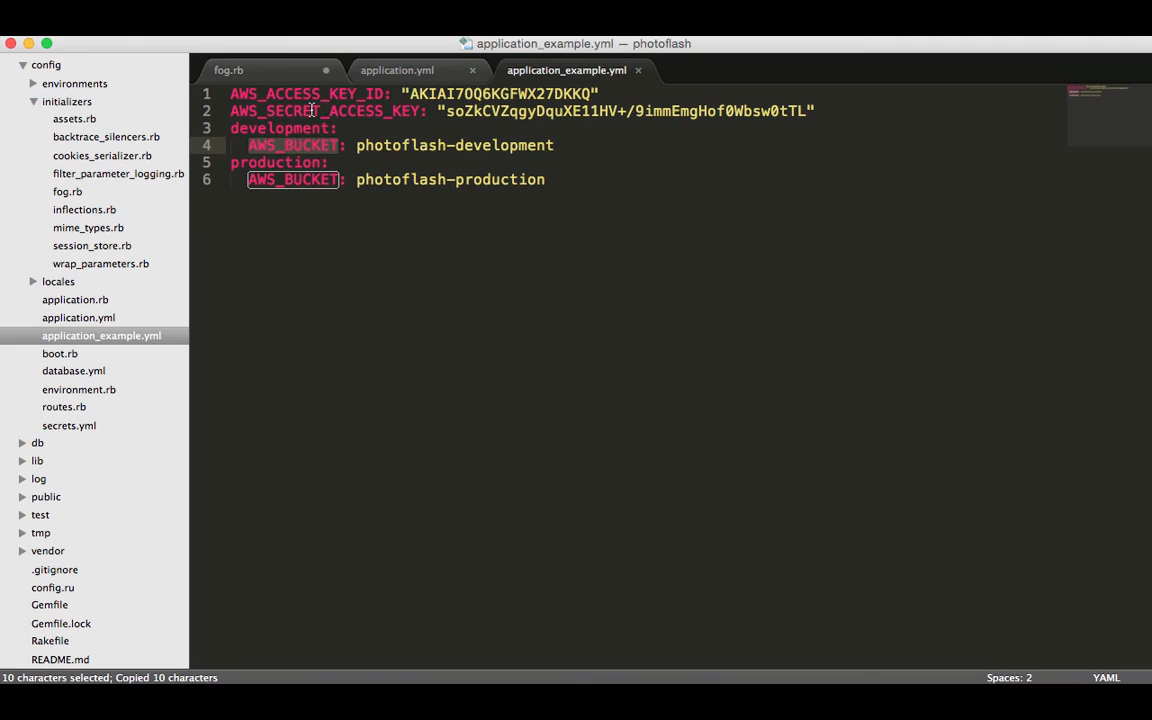 application_example.yml — photoflash
config
environments
initializers
assets.rb
backtrace_silencers.rb
cookies_serializer.rb
filter_parameter_logging.rb
fog.rb
inflections.rb
mime_types.rb
session_store.rb
wrap_parameters.rb
locales
application.rb
application.yml
application_example.yml
boot.rb
database.yml
environment.rb
routes.rb
secrets.yml
db
lib
log
public
test
tmp
vendor
.gitignore
config.ru
Gemfile
Gemfile.lock
Rakefile
README.md
fog.rb application.yml application_example.yml
1 AWS_ACCESS_KEY_ID: "AKIAI7OQ6KGFWX27DKKQ"
2 AWS_SECRET_ACCESS_KEY: "soZkCVZqgyDquXE11HV+/9immEmgHof0Wbsw0tTL"
3 development:
4 AWS_BUCKET: photoflash-development
5 production:
6 AWS_BUCKET: photoflash-production
10 characters selected; Copied 10 characters Spaces: 2 YAML